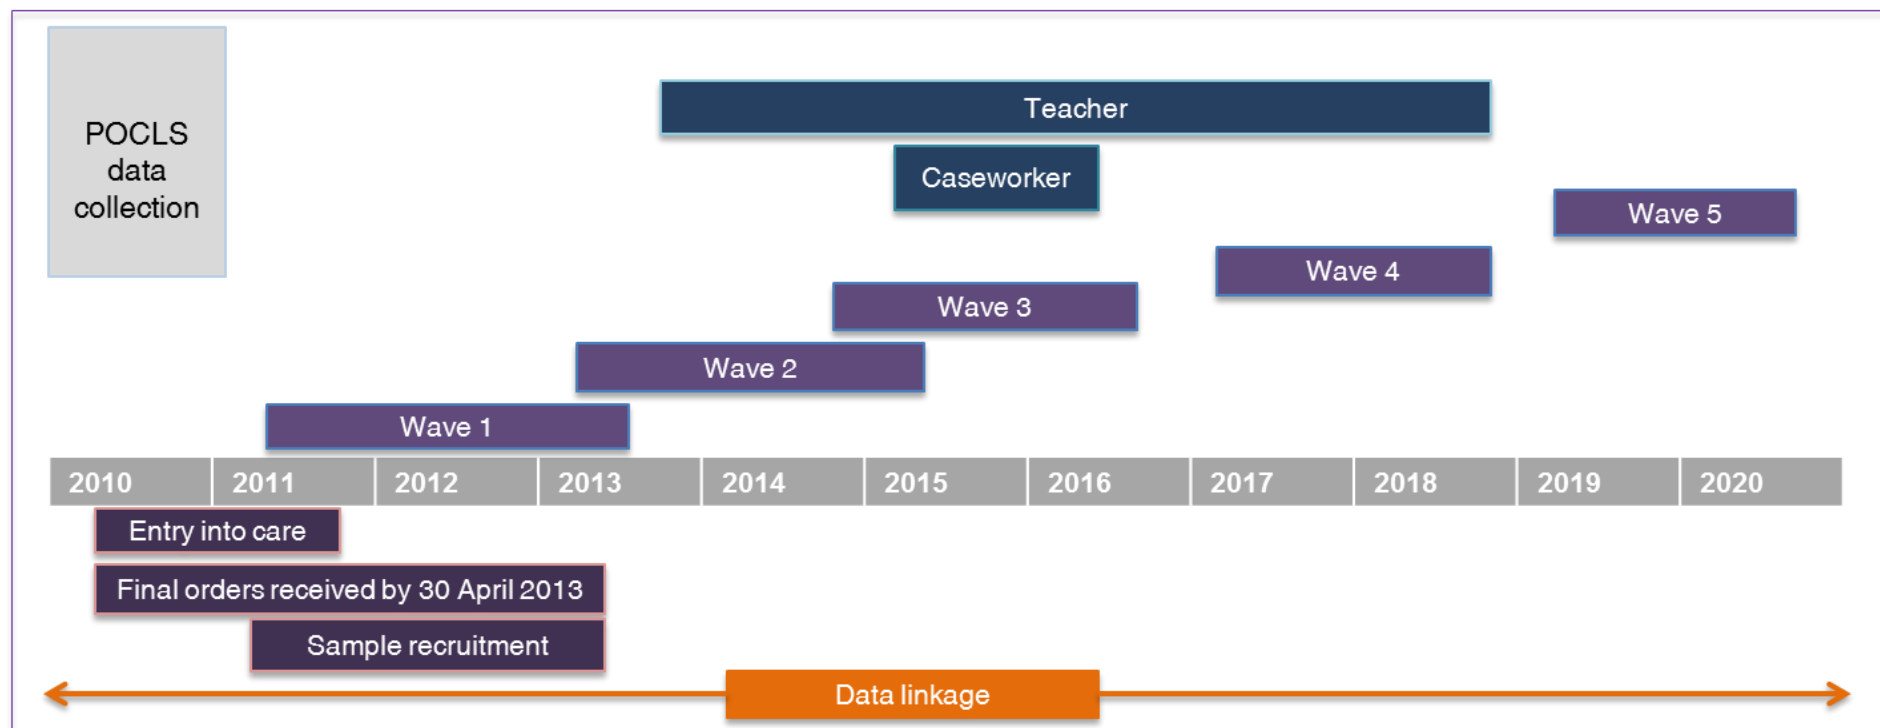 POCLS
data
collection
Teacher
Caseworker
Wave 5
Wave 4
Wave 3
Wave 2
Wave 1
2010 2011 2012 2013 2014 2015 2016 2017 2018 2019 2020
Entry into care
Final orders received by 30 April 2013
Sample recruitment
Data linkage